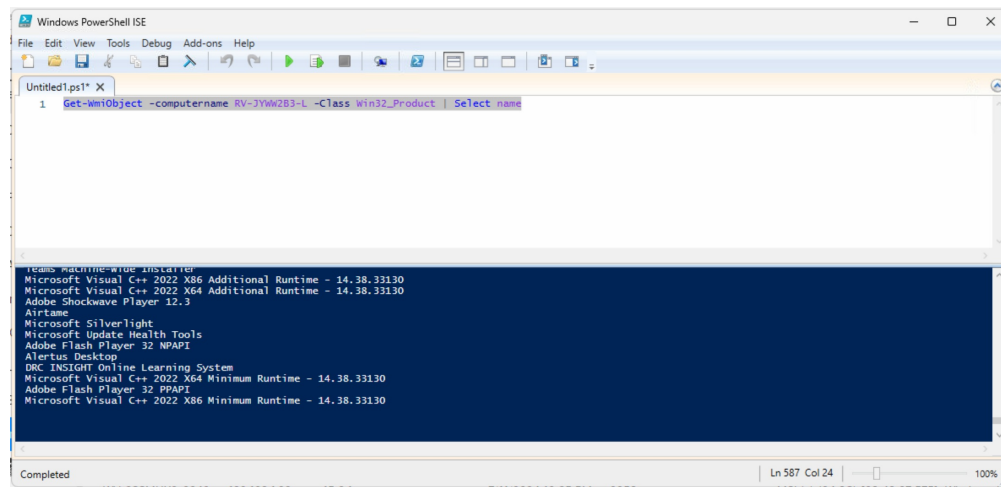 Windows PowerShell ISE
File Edit View Tools Debug Add-ons Help
Untitled1.ps1* X
1 Get-WmiObject -computername RV-JYWW2B3-L -Class Win32_Product | Select name
Teams Machine-Wide Installer
Microsoft Visual C++ 2022 X86 Additional Runtime - 14.38.33130
Microsoft Visual C++ 2022 X64 Additional Runtime - 14.38.33130
Adobe Shockwave Player 12.3
Airtame
Microsoft Silverlight
Microsoft Update Health Tools
Adobe Flash Player 32 NPAPI
Alertus Desktop
DRC INSIGHT Online Learning System
Microsoft Visual C++ 2022 X64 Minimum Runtime - 14.38.33130
Adobe Flash Player 32 PPAPI
Microsoft Visual C++ 2022 X86 Minimum Runtime - 14.38.33130
Completed Ln 587 Col 24 100%